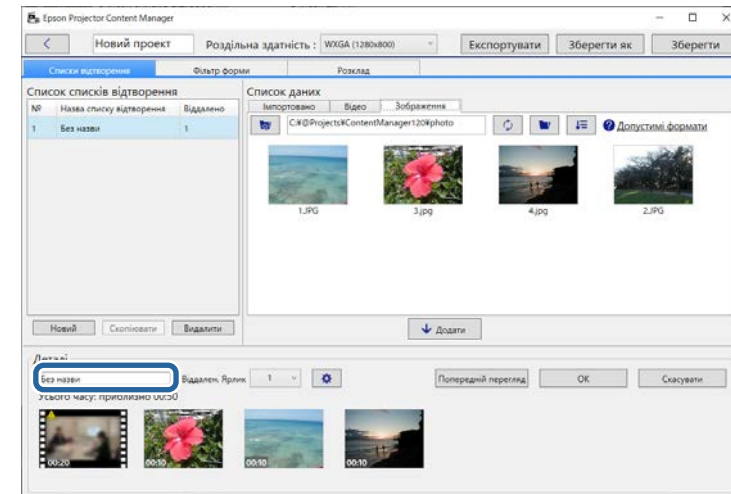 Epson Projector Content Manager
Новий проект Роздільна здатність : WXGA (1280x800) Експортувати Зберегти як Зберегти
Списки відтворення Фільтр форми Розклад
Список списків відтворення Список даних
№ Назва списку відтворення Віддалено Імпортовано Відео Зображення
1 Без назви 1 C:¥@Projects¥ContentManager120¥photo Допустимі формати
1.JPG 3.jpg 4.jpg 2.JPG
Новий Скопіювати Видалити Додати
Деталі
Без назви Віддален. Ярлик 1 Попередній перегляд OK Скасувати
Усього часу: приблизно 00:50
00:20 00:10 00:10 00:10